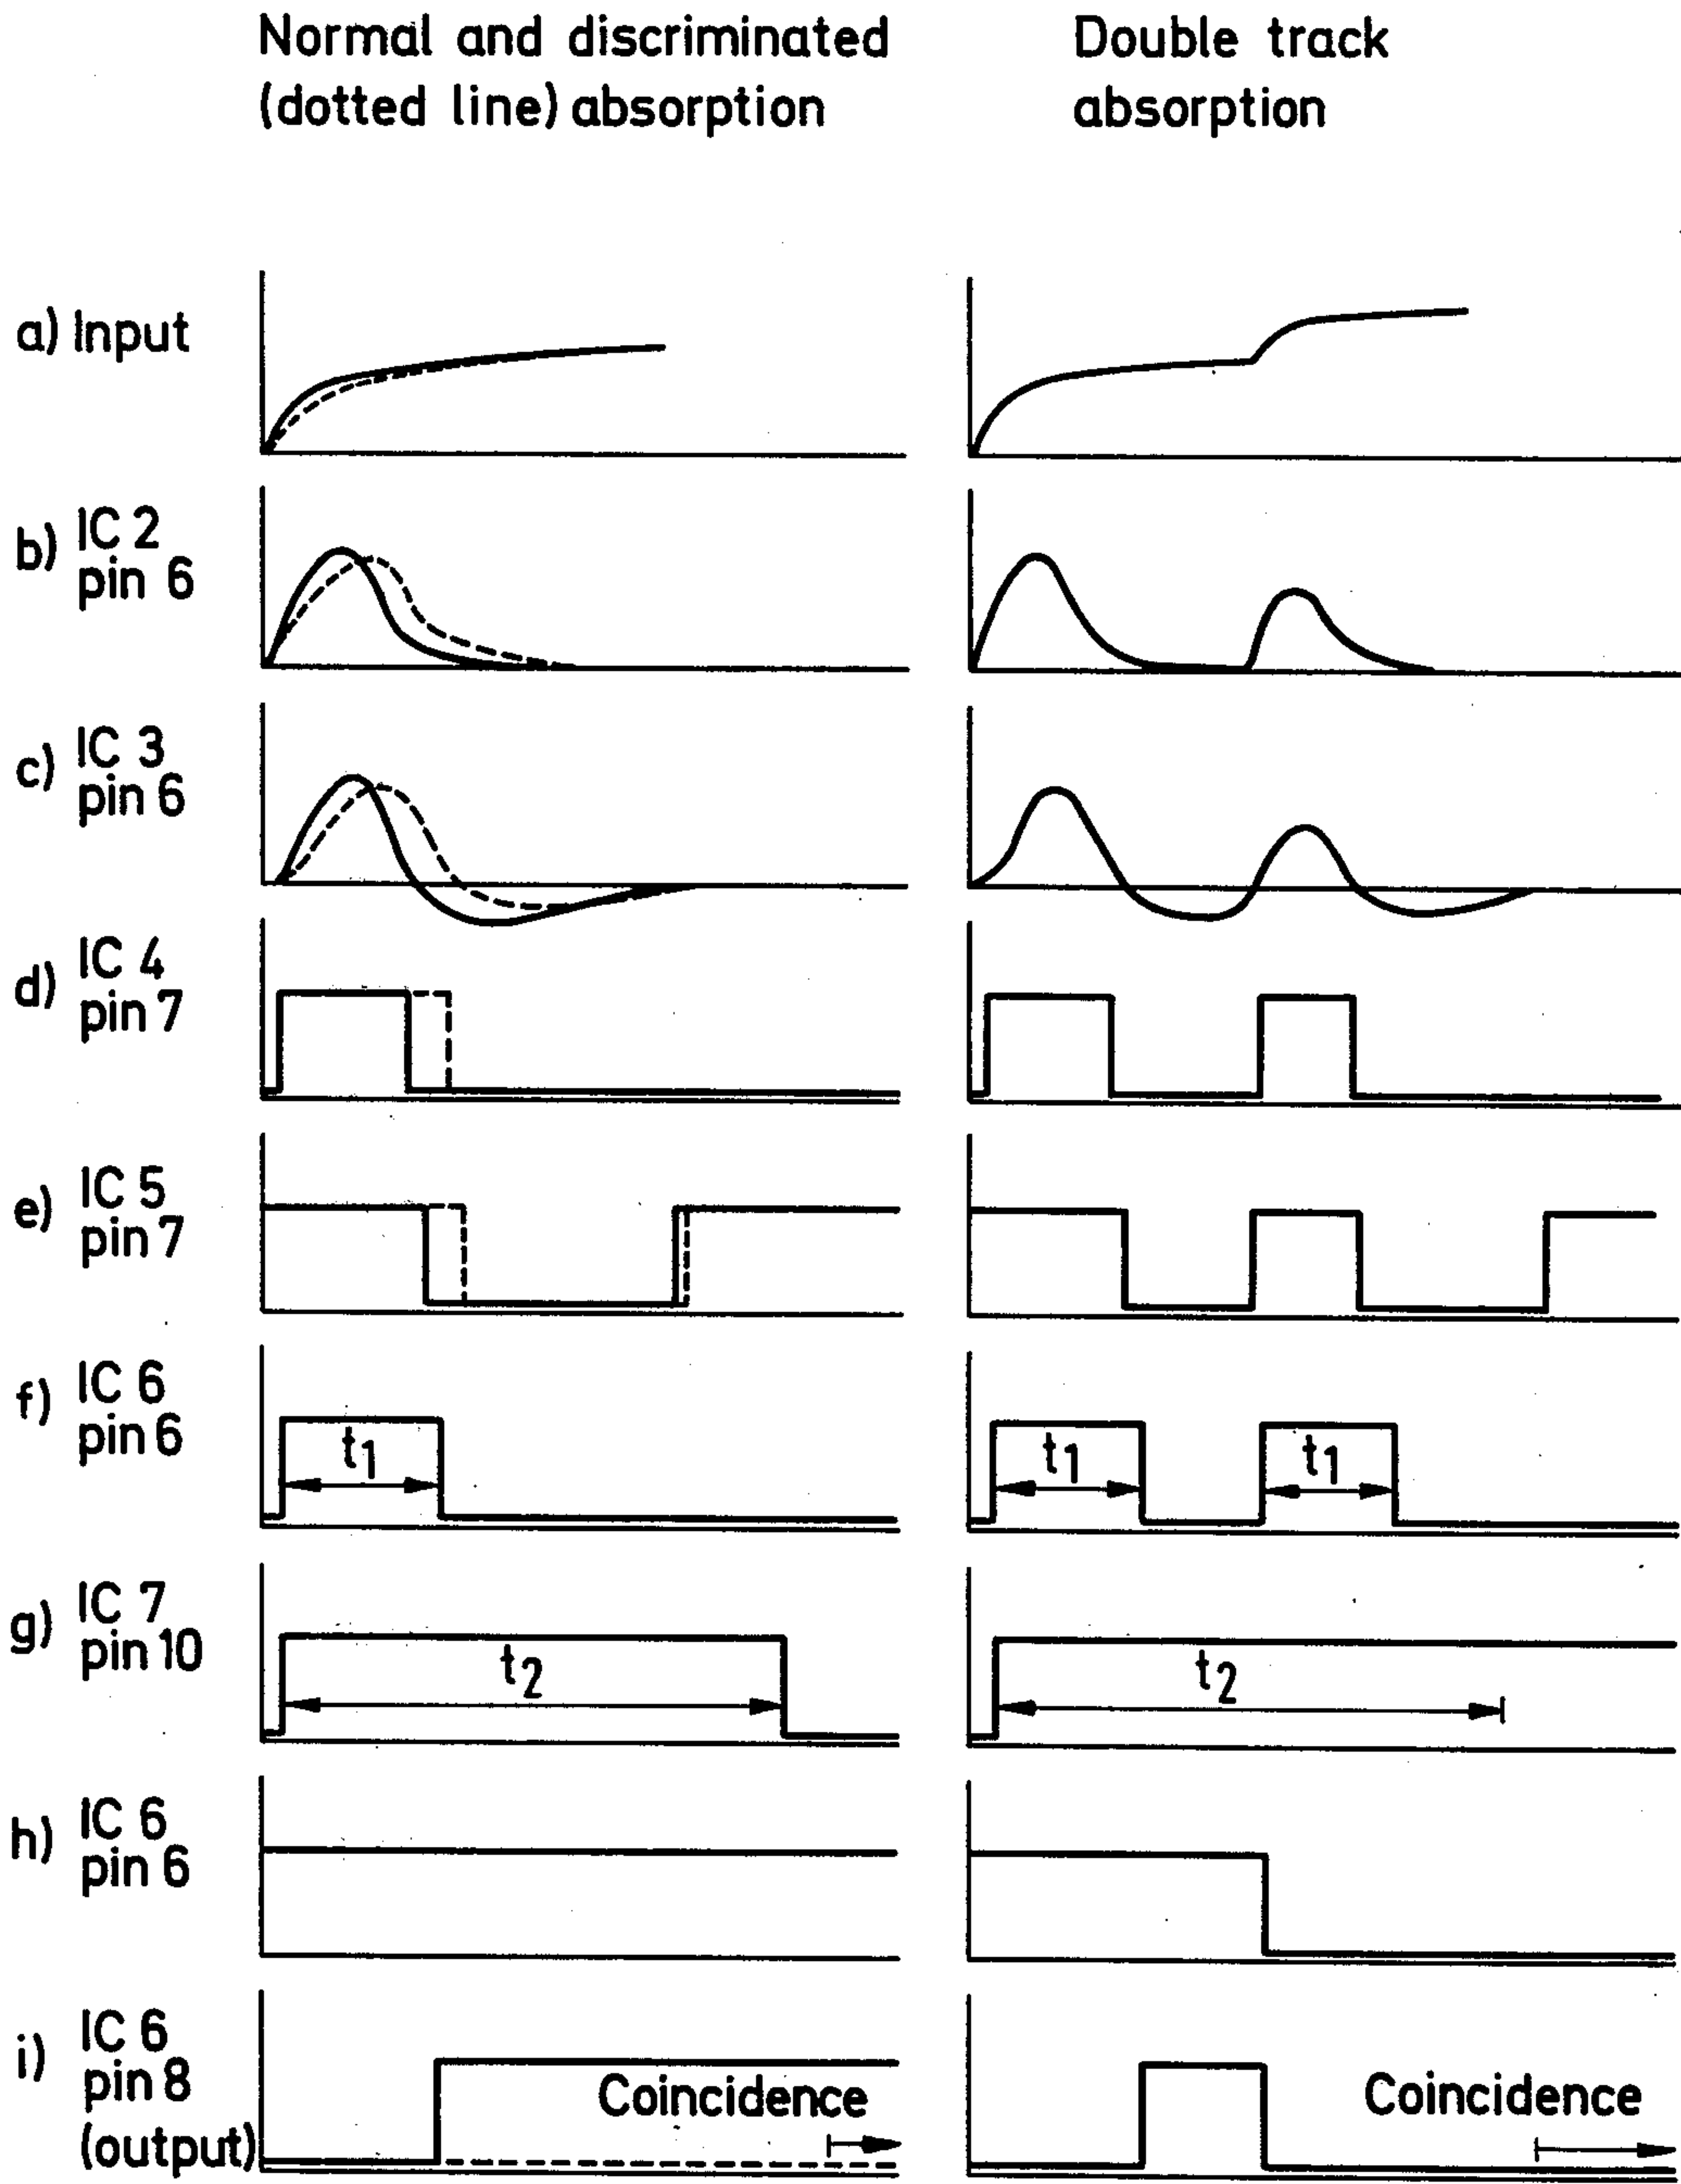 Normal and discriminated
(dotted line) absorption
Double track
absorption
a) Input
b) IC 2
pin 6
c) IC 3
pin 6
d) IC 4
pin 7
e) IC 5
pin 7
f) IC 6
pin 6
t1
t1
t1
g) IC 7
pin 10
t2
t2
h) IC 6
pin 6
i) IC 6
pin 8
(output)
Coincidence
Coincidence